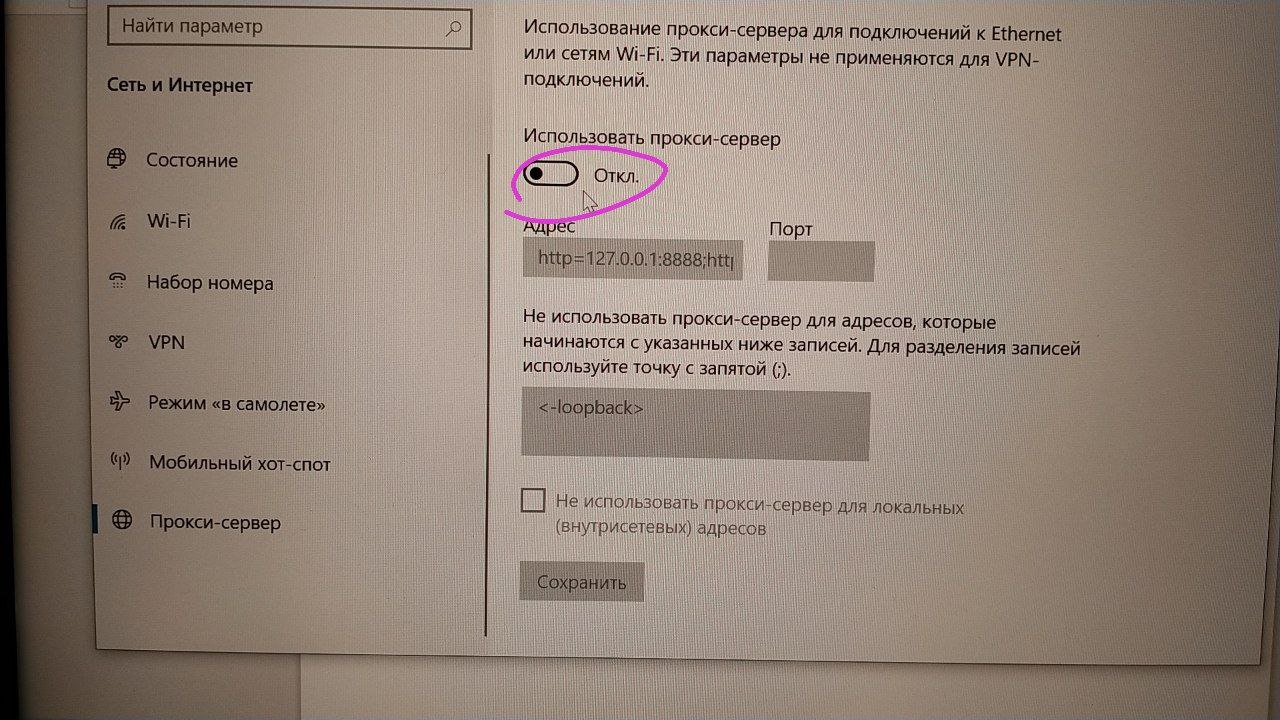 Найти параметр
Сеть и Интернет
Состояние
Wi-Fi
Набор номера
VPN
Режим «в самолете»
Мобильный хот-спот
Прокси-сервер
Использование прокси-сервера для подключений к Ethernet
или сетям Wi-Fi. Эти параметры не применяются для VPN-
подключений.
Использовать прокси-сервер
Откл.
Адрес
http=127.0.0.1:8888;http
Порт
Не использовать прокси-сервер для адресов, которые
начинаются с указанных ниже записей. Для разделения записей
используйте точку с запятой (;).
<-loopback>
Не использовать прокси-сервер для локальных
(внутрисетевых) адресов
Сохранить